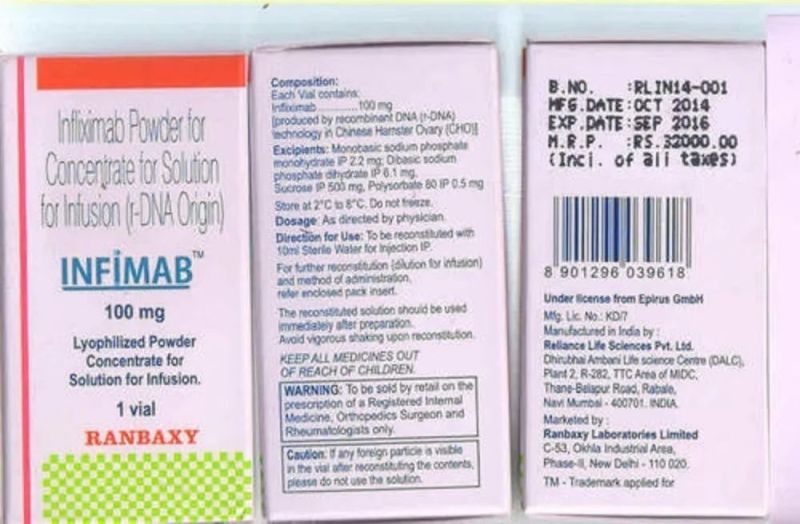 Infliximab Powder for
Concentrate for Solution
for Infusion (r-DNA Origin)
INFiMAB™
100 mg
Lyophilized Powder
Concentrate for
Solution for Infusion.
1 vial
RANBAXY
Composition:
Each Vial contains:
Infliximab.............100 mg
[produced by recombinant DNA (r-DNA)
technology in Chinese Hamster Ovary (CHO)]
Excipients: Monobasic sodium phosphate
monohydrate IP 2.2 mg; Dibasic sodium
phosphate dihydrate IP 6.1 mg.
Sucrose IP 500 mg, Polysorbate 80 IP 0.5 mg
Store at 2°C to 8°C. Do not freeze.
Dosage: As directed by physician.
Direction for Use: To be reconstituted with
10ml Sterile Water for Injection IP.
For further reconstitution (dilution for infusion)
and method of administration,
refer enclosed pack insert.
The reconstituted solution should be used
immediately after preparation.
Avoid vigorous shaking upon reconstitution.
KEEP ALL MEDICINES OUT
OF REACH OF CHILDREN.
WARNING: To be sold by retail on the
prescription of a Registered Internal
Medicine, Orthopedics Surgeon and
Rheumatologists only.
Caution: If any foreign particle is visible
in the vial after reconstituting the contents,
please do not use the solution.
B.NO. :RLIN14-001
MFG.DATE:OCT 2014
EXP.DATE:SEP 2016
M.R.P. :RS.32000.00
(Incl. of all taxes)
8 901296 039618
Under license from Epirus GmbH
Mfg. Lic. No.: KD/7
Manufactured in India by :
Reliance Life Sciences Pvt. Ltd.
Dhirubhai Ambani Life science Centre (DALC),
Plant 2, R-282, TTC Area of MIDC,
Thane-Belapur Road, Rabale,
Navi Mumbai - 400701. INDIA.
Marketed by :
Ranbaxy Laboratories Limited
C-53, Okhla Industrial Area,
Phase-II, New Delhi - 110 020.
TM - Trademark applied for